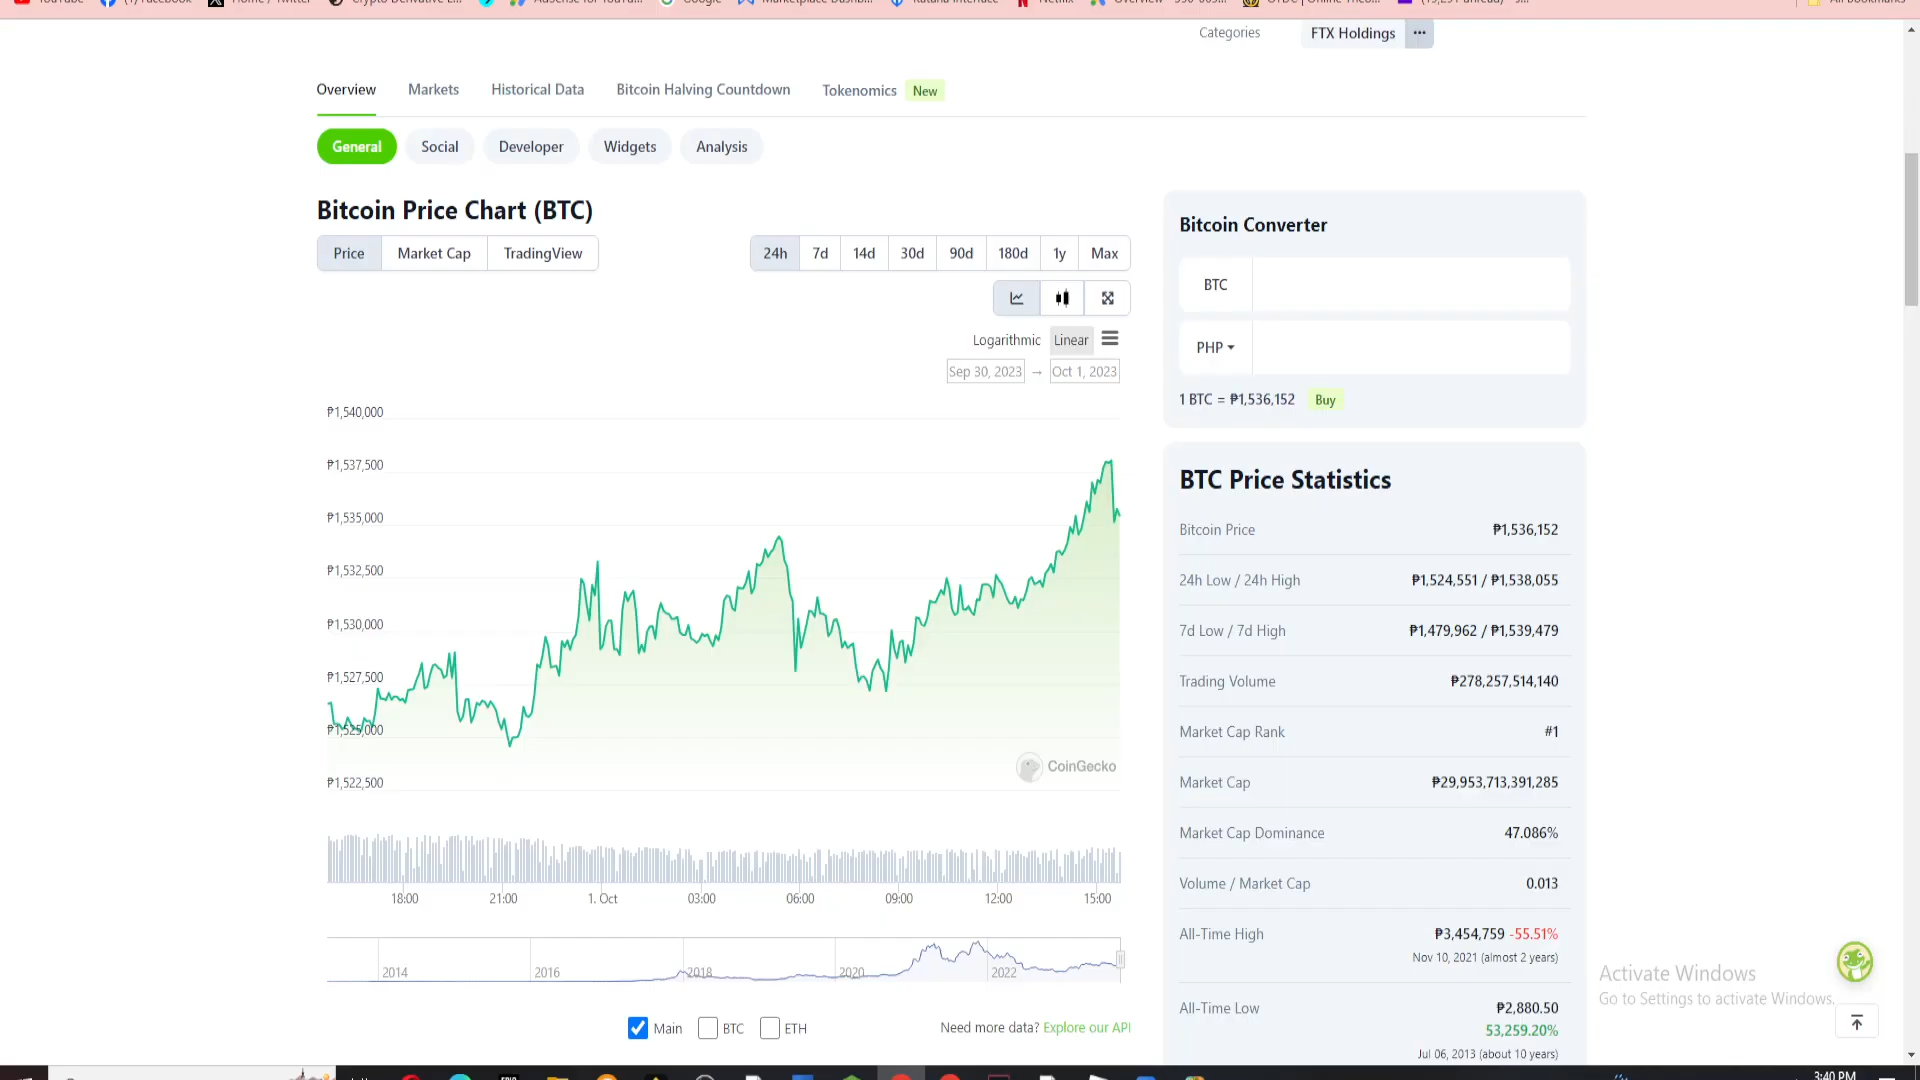 Categories FTX Holdings ...
Overview Markets Historical Data Bitcoin Halving Countdown Tokenomics New
General Social Developer Widgets Analysis
Bitcoin Price Chart (BTC)
Price Market Cap TradingView
24h 7d 14d 30d 90d 180d 1y Max
Logarithmic Linear
Sep 30, 2023 → Oct 1, 2023
₱1,540,000
₱1,537,500
₱1,535,000
₱1,532,500
₱1,530,000
₱1,527,500
₱1,525,000
₱1,522,500
CoinGecko
18:00 21:00 1. Oct 03:00 06:00 09:00 12:00 15:00
2014 2016 2018 2020 2022
Main BTC ETH
Need more data? Explore our API
Bitcoin Converter
BTC
PHP
1 BTC = ₱1,536,152 Buy
BTC Price Statistics
Bitcoin Price ₱1,536,152
24h Low / 24h High ₱1,524,551 / ₱1,538,055
7d Low / 7d High ₱1,479,962 / ₱1,539,479
Trading Volume ₱278,257,514,140
Market Cap Rank #1
Market Cap ₱29,953,713,391,285
Market Cap Dominance 47.086%
Volume / Market Cap 0.013
All-Time High ₱3,454,759 -55.51%
Nov 10, 2021 (almost 2 years)
All-Time Low ₱2,880.50
53,259.20%
Jul 06, 2013 (about 10 years)
Activate Windows
Go to Settings to activate Windows.
3:40 PM